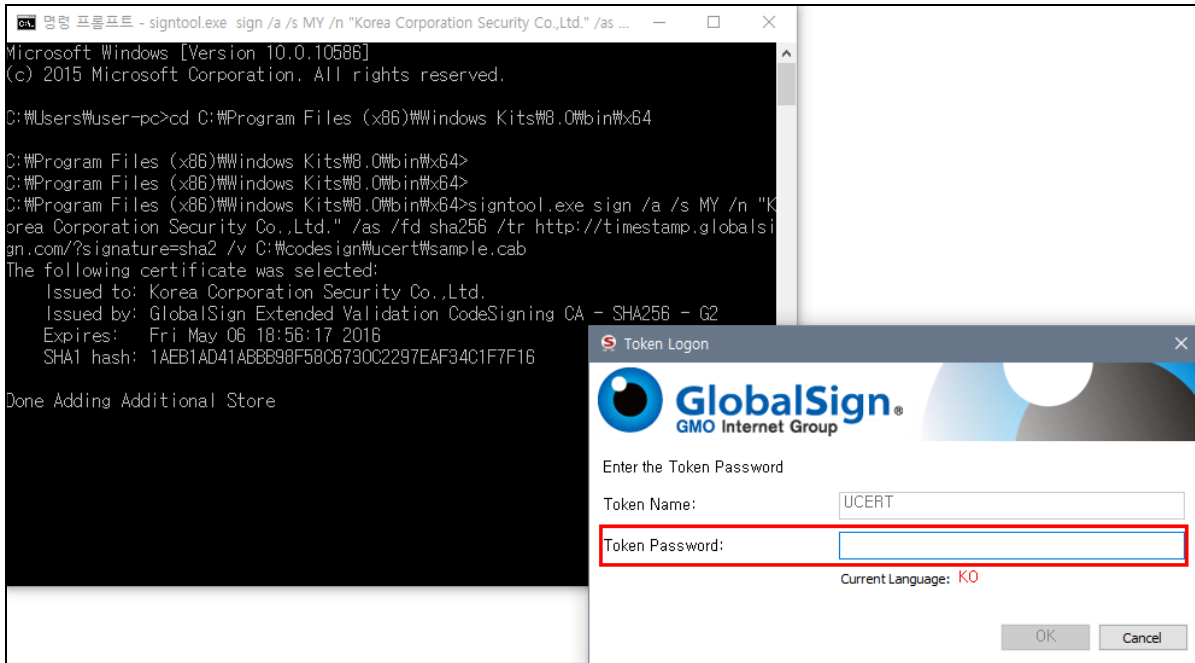 명령 프롬프트 - signtool.exe  sign /a /s MY /n "Korea Corporation Security Co.,Ltd." /as ...
Microsoft Windows [Version 10.0.10586]
(c) 2015 Microsoft Corporation. All rights reserved.
C:₩Users₩user-pc>cd C:₩Program Files (x86)₩Windows Kits₩8.0₩bin₩x64
C:₩Program Files (x86)₩Windows Kits₩8.0₩bin₩x64>
C:₩Program Files (x86)₩Windows Kits₩8.0₩bin₩x64>
C:₩Program Files (x86)₩Windows Kits₩8.0₩bin₩x64>signtool.exe sign /a /s MY /n "K
orea Corporation Security Co.,Ltd." /as /fd sha256 /tr http://timestamp.globalsi
gn.com/?signature=sha2 /v C:₩codesign₩ucert₩sample.cab
The following certificate was selected:
Issued to: Korea Corporation Security Co.,Ltd.
Issued by: GlobalSign Extended Validation CodeSigning CA - SHA256 - G2
Expires:   Fri May 06 18:56:17 2016
SHA1 hash: 1AEB1AD41ABBB98F58C6730C2297EAF34C1F7F16
Done Adding Additional Store
Token Logon
GlobalSign®
GMO Internet Group
Enter the Token Password
Token Name: UCERT
Token Password:
Current Language: KO
OK Cancel